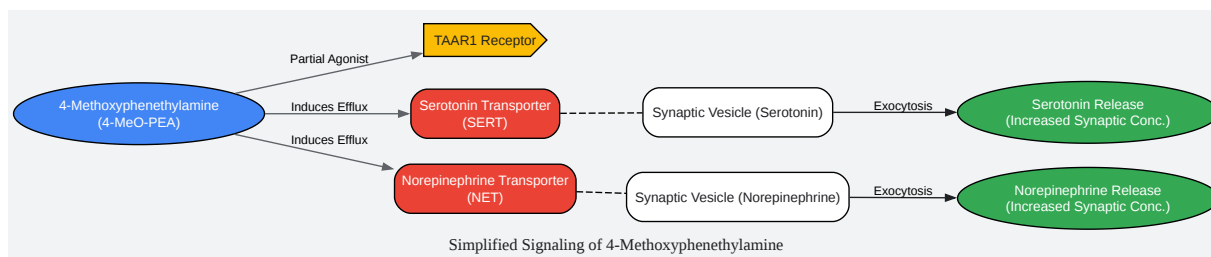 TAAR1 Receptor
Partial Agonist
4-Methoxyphenethylamine
(4-MeO-PEA)
Induces Efflux
Serotonin Transporter
(SERT)
Synaptic Vesicle (Serotonin)
Exocytosis
Serotonin Release
(Increased Synaptic Conc.)
Induces Efflux
Norepinephrine Transporter
(NET)
Synaptic Vesicle (Norepinephrine)
Exocytosis
Norepinephrine Release
(Increased Synaptic Conc.)
Simplified Signaling of 4-Methoxyphenethylamine